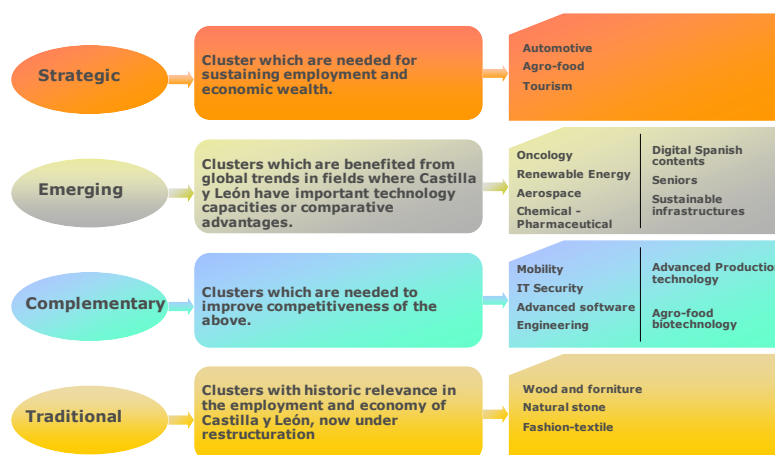 Strategic
Cluster which are needed for
sustaining employment and
economic wealth.
Automotive
Agro-food
Tourism
Emerging
Clusters which are benefited from
global trends in fields where Castilla
y León have important technology
capacities or comparative
advantages.
Oncology
Renewable Energy
Aerospace
Chemical -
Pharmaceutical
Digital Spanish
contents
Seniors
Sustainable
infrastructures
Complementary
Clusters which are needed to
improve competitiveness of the
above.
Mobility
IT Security
Advanced software
Engineering
Advanced Production
technology
Agro-food
biotechnology
Traditional
Clusters with historic relevance in
the employment and economy of
Castilla y León, now under
restructuration
Wood and forniture
Natural stone
Fashion-textile